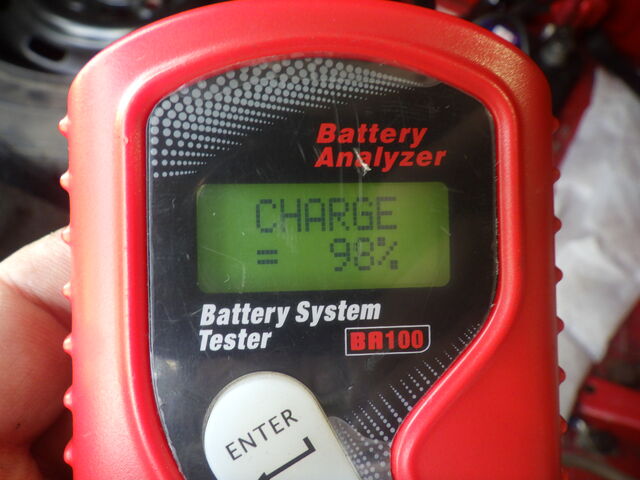 Battery
Analyzer
CHARGE
= 98%
Battery System
Tester
BA100
ENTER